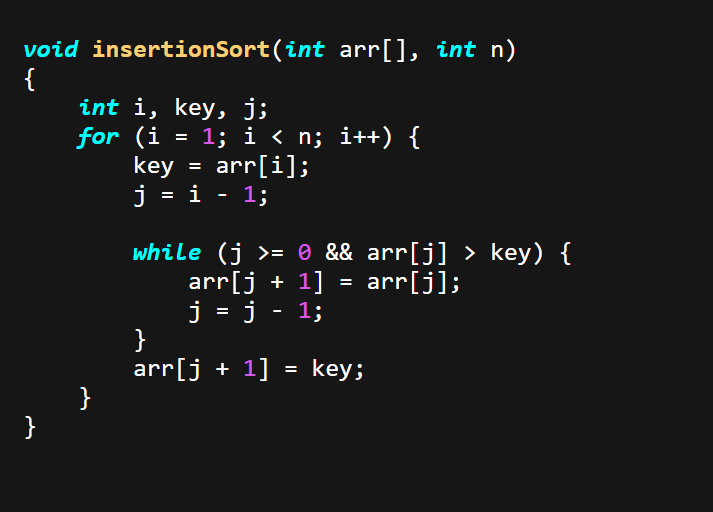 void insertionSort(int arr[], int n)
{
    int i, key, j;
    for (i = 1; i < n; i++) {
        key = arr[i];
        j = i - 1;

        while (j >= 0 && arr[j] > key) {
            arr[j + 1] = arr[j];
            j = j - 1;
        }
        arr[j + 1] = key;
    }
}